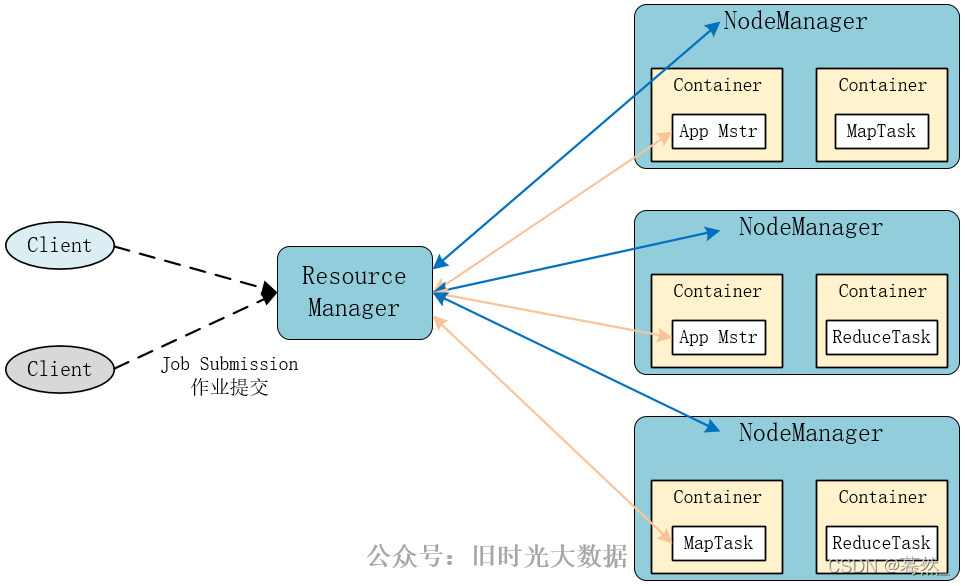 NodeManager
Container
Container
App Mstr
MapTask
Client
Resource
Manager
NodeManager
Container
Container
App Mstr
ReduceTask
Client
Job Submission
作业提交
NodeManager
Container
Container
MapTask
ReduceTask
公众号：旧时光大数据
CSDN @蒋然_